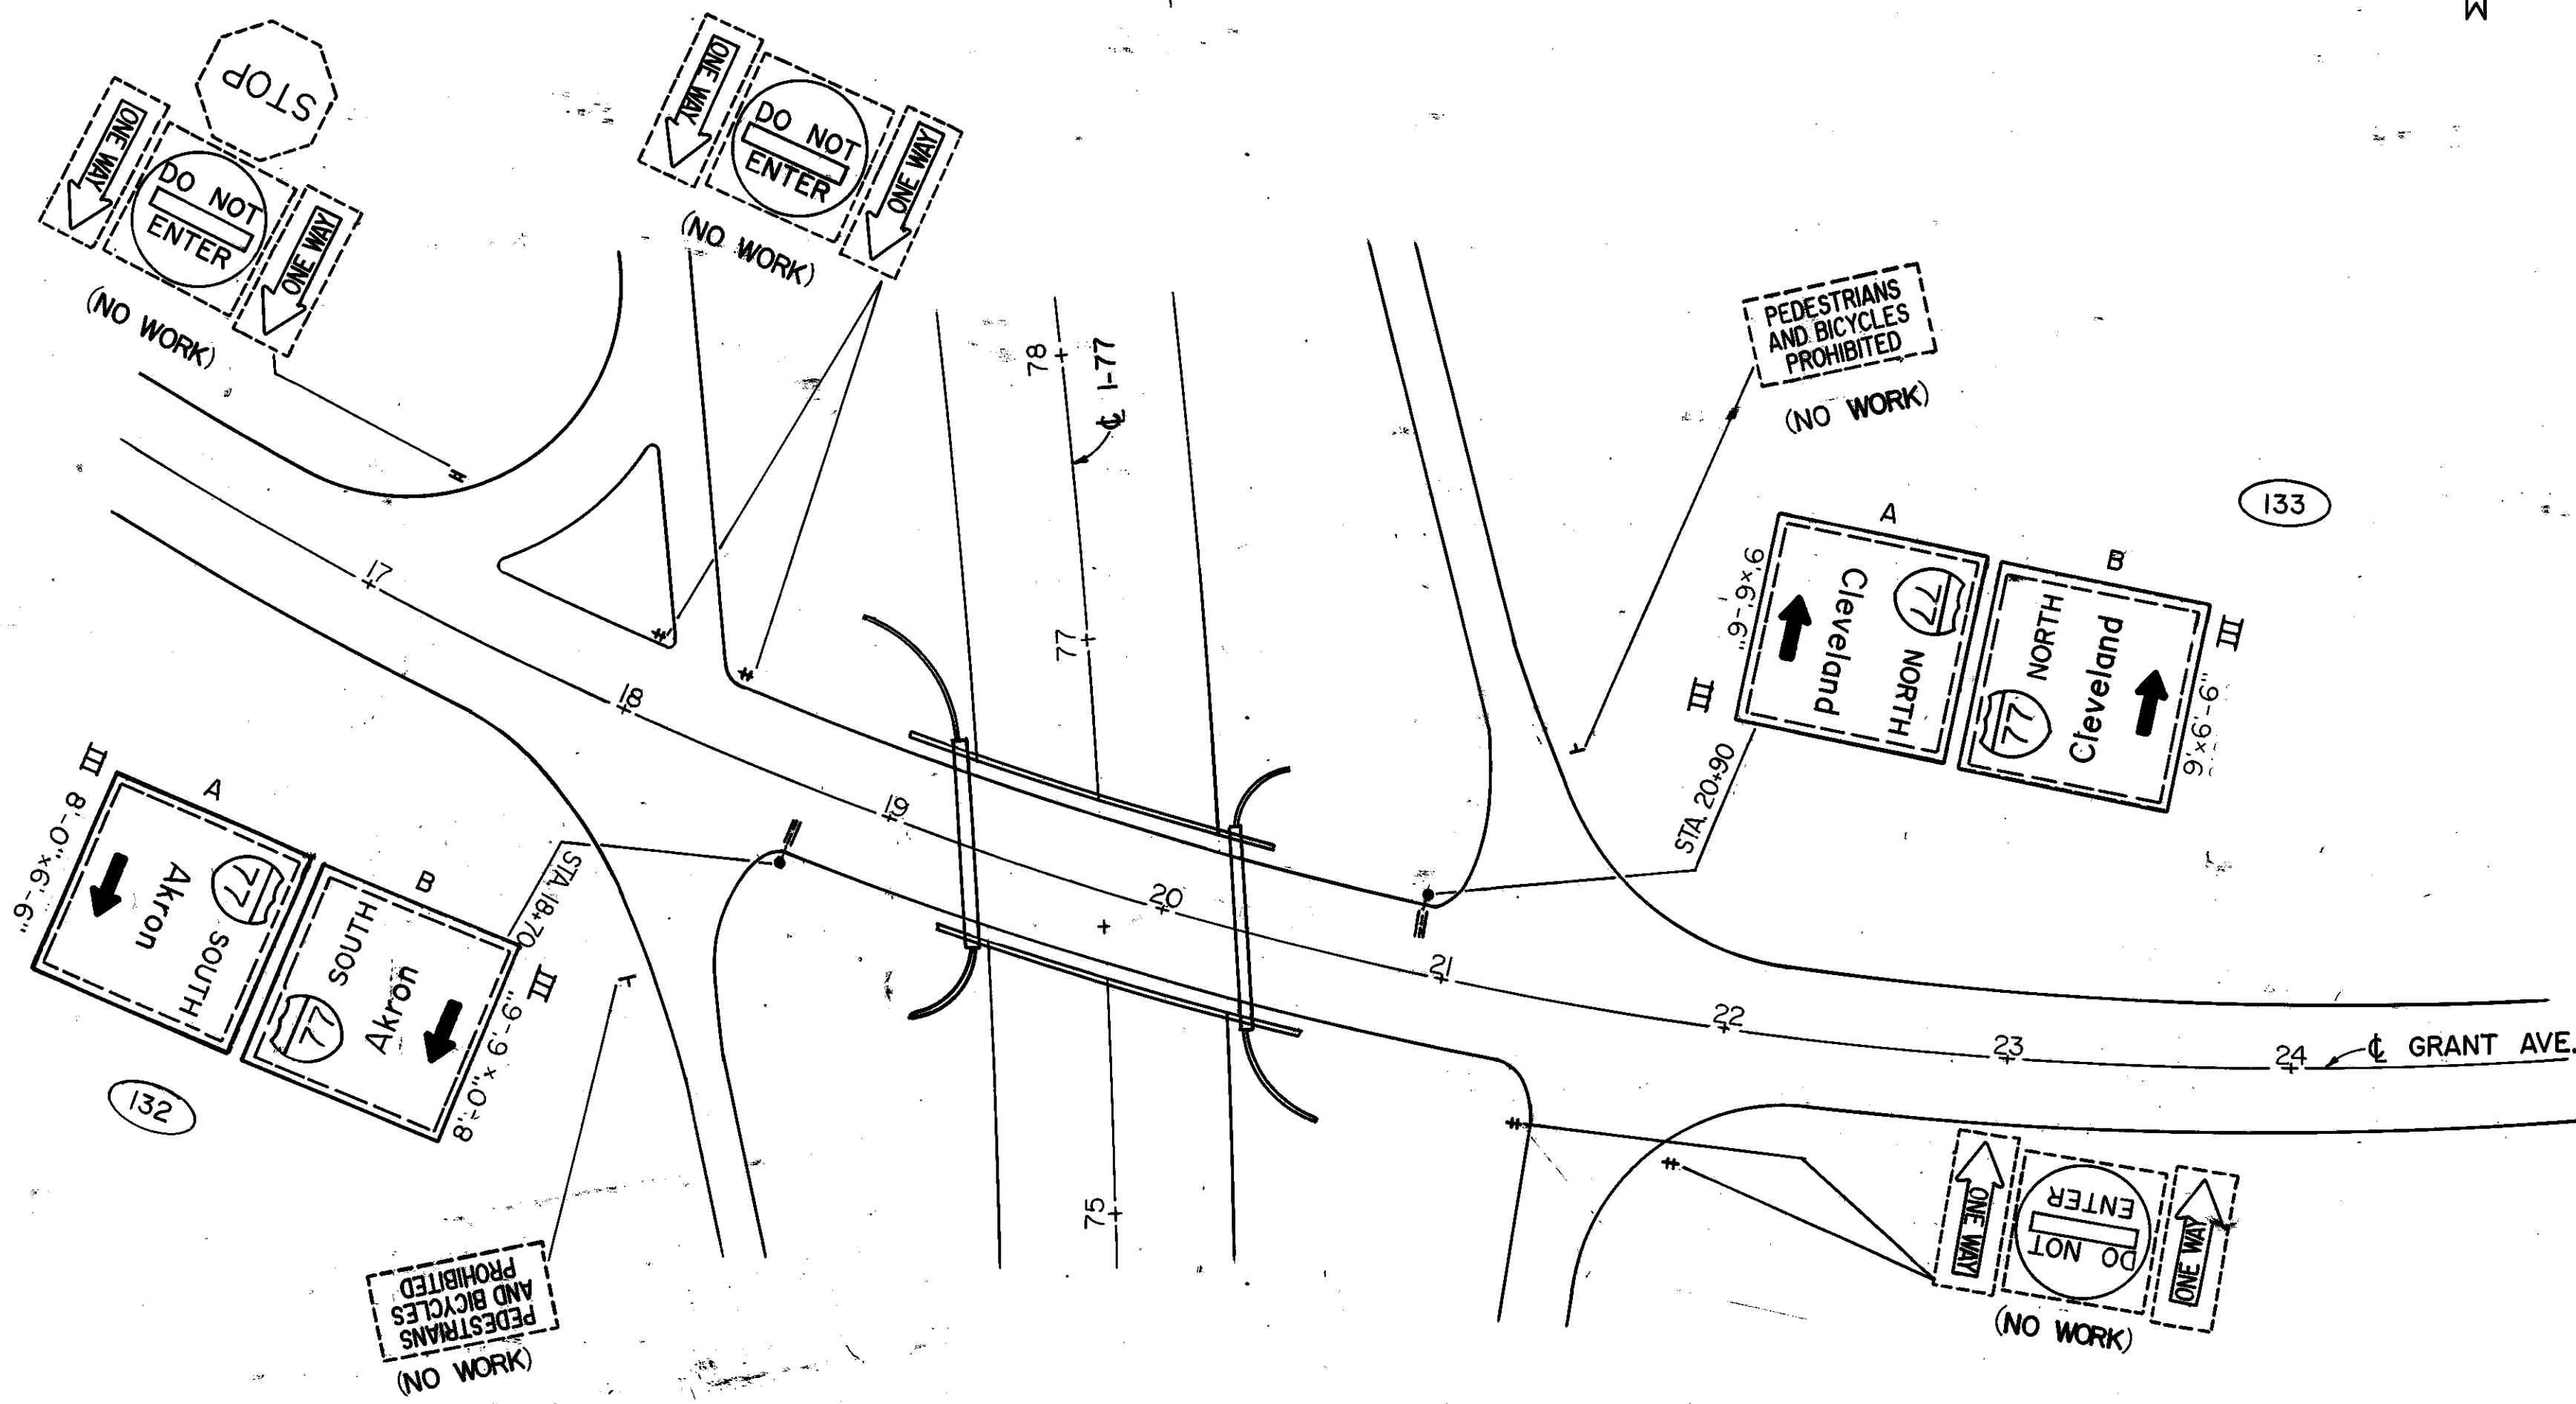 M
STOP
ONE WAY
DO NOT
ENTER
ONE WAY
(NO WORK)
ONE WAY
DO NOT
ENTER
ONE WAY
(NO WORK)
78
℄ I-77
77
75
PEDESTRIANS
AND BICYCLES
PROHIBITED
(NO WORK)
133
A
9'x6'-6"
III
Cleveland
77 NORTH
B
77 NORTH
Cleveland
III
9'x9'-6"
STA. 20+90
17
18
19
20
21
22
23
24
℄ GRANT AVE.
III
A
8'-0"x6'-6"
Akron
77 SOUTH
B
77 SOUTH
Akron
III
8'-0"x6'-6"
STA. 18+70
132
PEDESTRIANS
AND BICYCLES
PROHIBITED
(NO WORK)
ONE WAY
DO NOT
ENTER
ONE WAY
(NO WORK)